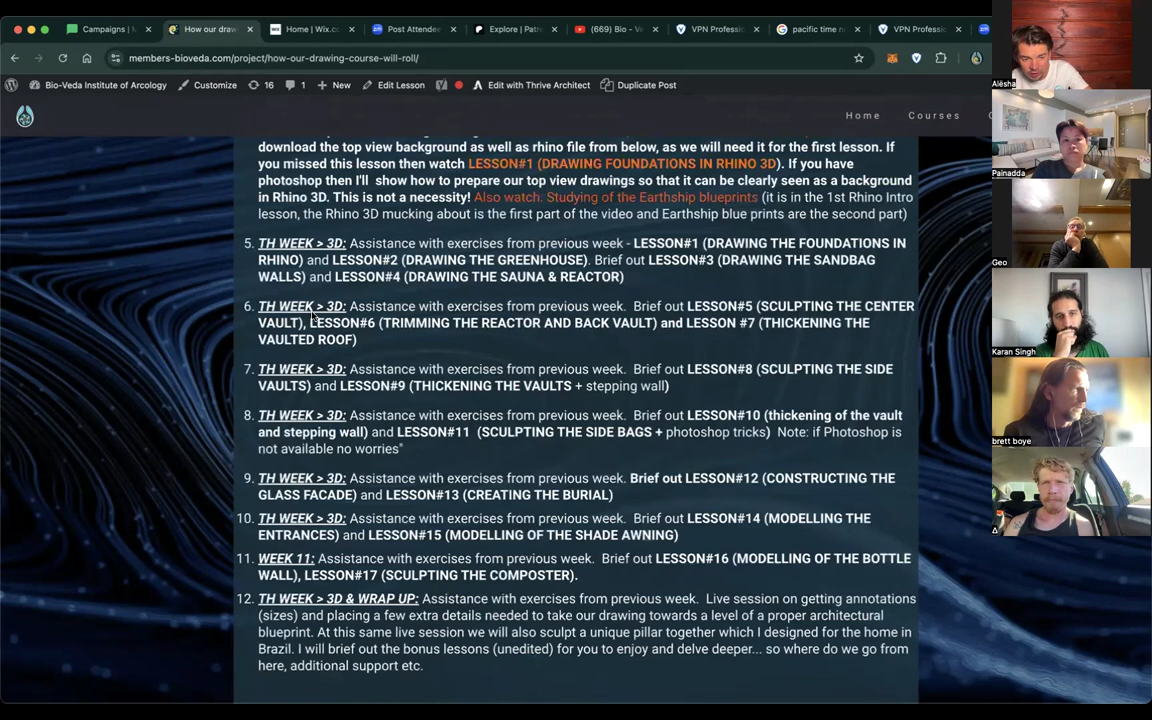 Campaigns | M
How our draw
Home | Wix.co
Post Attendee
Explore | Patr
(669) Bio - Ve
VPN Professio
pacific time n
VPN Professio
members-bioveda.com/project/how-our-drawing-course-will-roll/
Bio-Veda Institute of Arcology
Customize
16
1
New
Edit Lesson
Edit with Thrive Architect
Duplicate Post
Home
Courses
download the top view background as well as rhino file from below, as we will need it for the first lesson. If
you missed this lesson then watch LESSON#1 (DRAWING FOUNDATIONS IN RHINO 3D). If you have
photoshop then I'll show how to prepare our top view drawings so that it can be clearly seen as a background
in Rhino 3D. This is not a necessity! Also watch: Studying of the Earthship blueprints (it is in the 1st Rhino Intro
lesson, the Rhino 3D mucking about is the first part of the video and Earthship blue prints are the second part)
5. TH WEEK > 3D: Assistance with exercises from previous week - LESSON#1 (DRAWING THE FOUNDATIONS IN
RHINO) and LESSON#2 (DRAWING THE GREENHOUSE). Brief out LESSON#3 (DRAWING THE SANDBAG
WALLS) and LESSON#4 (DRAWING THE SAUNA & REACTOR)
6. TH WEEK > 3D: Assistance with exercises from previous week. Brief out LESSON#5 (SCULPTING THE CENTER
VAULT), LESSON#6 (TRIMMING THE REACTOR AND BACK VAULT) and LESSON #7 (THICKENING THE
VAULTED ROOF)
7. TH WEEK > 3D: Assistance with exercises from previous week. Brief out LESSON#8 (SCULPTING THE SIDE
VAULTS) and LESSON#9 (THICKENING THE VAULTS + stepping wall)
8. TH WEEK > 3D: Assistance with exercises from previous week. Brief out LESSON#10 (thickening of the vault
and stepping wall) and LESSON#11 (SCULPTING THE SIDE BAGS + photoshop tricks) Note: if Photoshop is
not available no worries"
9. TH WEEK > 3D: Assistance with exercises from previous week. Brief out LESSON#12 (CONSTRUCTING THE
GLASS FACADE) and LESSON#13 (CREATING THE BURIAL)
10. TH WEEK > 3D: Assistance with exercises from previous week. Brief out LESSON#14 (MODELLING THE
ENTRANCES) and LESSON#15 (MODELLING OF THE SHADE AWNING)
11. WEEK 11: Assistance with exercises from previous week. Brief out LESSON#16 (MODELLING OF THE BOTTLE
WALL), LESSON#17 (SCULPTING THE COMPOSTER).
12. TH WEEK > 3D & WRAP UP: Assistance with exercises from previous week. Live session on getting annotations
(sizes) and placing a few extra details needed to take our drawing towards a level of a proper architectural
blueprint. At this same live session we will also sculpt a unique pillar together which I designed for the home in
Brazil. I will brief out the bonus lessons (unedited) for you to enjoy and delve deeper... so where do we go from
here, additional support etc.
Alësha
Painadda
Geo
Karan Singh
brett boye